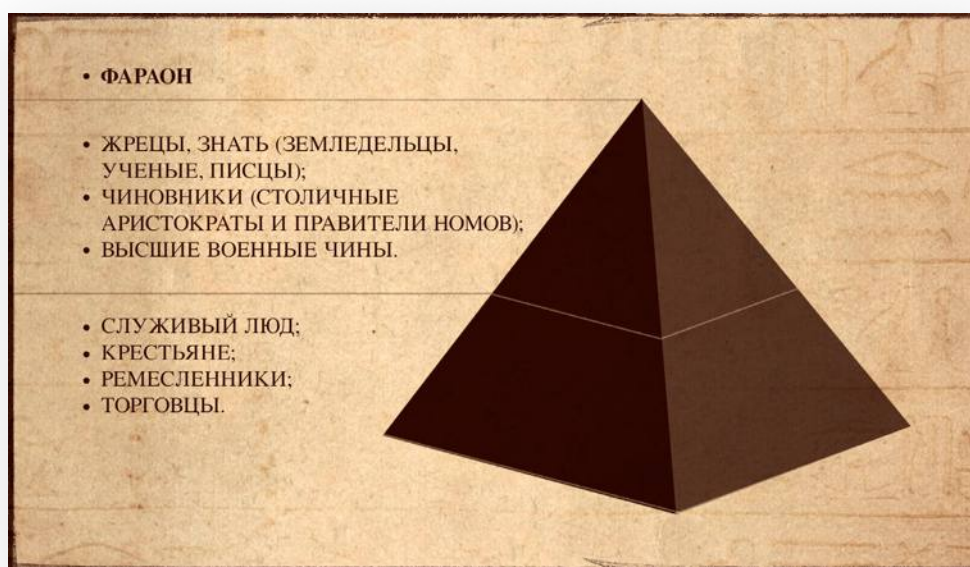 • ФАРАОН
• ЖРЕЦЫ, ЗНАТЬ (ЗЕМЛЕДЕЛЬЦЫ,
УЧЕНЫЕ, ПИСЦЫ);
• ЧИНОВНИКИ (СТОЛИЧНЫЕ
АРИСТОКРАТЫ И ПРАВИТЕЛИ НОМОВ);
• ВЫСШИЕ ВОЕННЫЕ ЧИНЫ.
• СЛУЖИВЫЙ ЛЮД;
• КРЕСТЬЯНЕ;
• РЕМЕСЛЕННИКИ;
• ТОРГОВЦЫ.